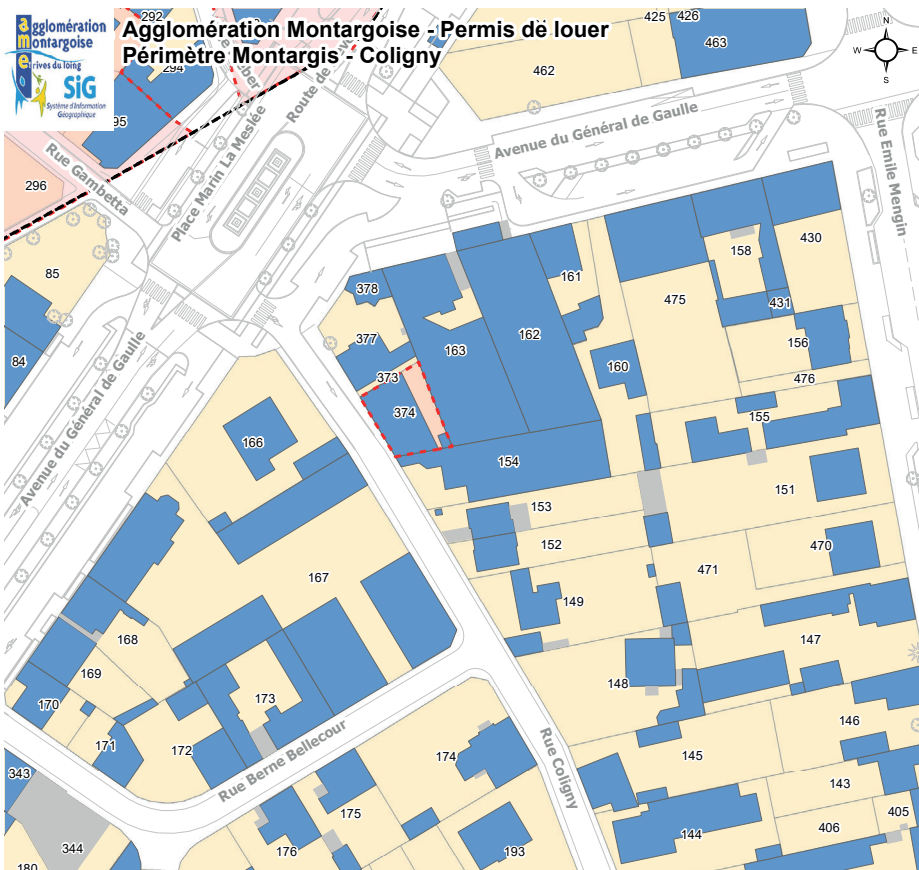 agglomération
montargoise
ame
et rives du loing
SiG
Système d'Information
Géographique
Agglomération Montargoise - Permis de louer
Périmètre Montargis - Coligny
N
W
E
S
292
294
295
296
425
426
462
463
Route de
Place Marin La Meslée
Rue Gambetta
Avenue du Général de Gaulle
Rue Emile Mengin
85
84
Avenue du Général de Gaulle
378
377
373
374
163
162
161
160
158
430
431
475
156
476
155
154
153
152
151
166
167
168
169
170
171
172
173
149
471
470
148
147
146
145
144
143
405
406
Rue Berne Bellecour
Rue Coligny
174
175
176
193
343
344
180